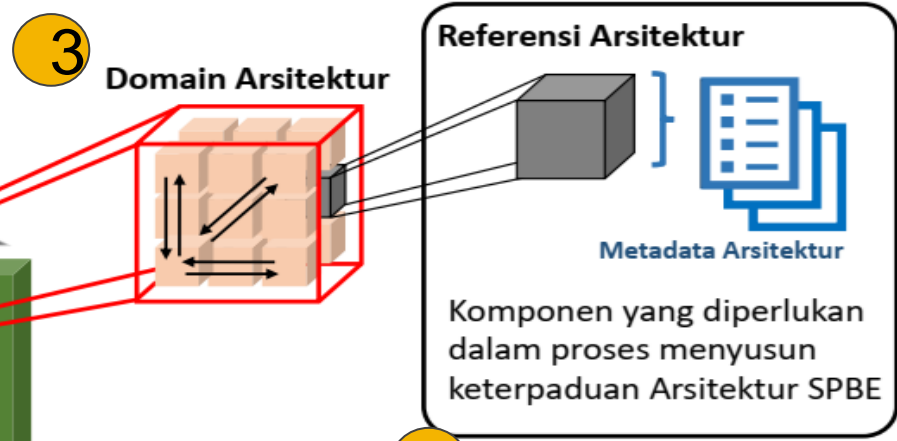 3
Domain Arsitektur
Referensi Arsitektur
Metadata Arsitektur
Komponen yang diperlukan
dalam proses menyusun
keterpaduan Arsitektur SPBE